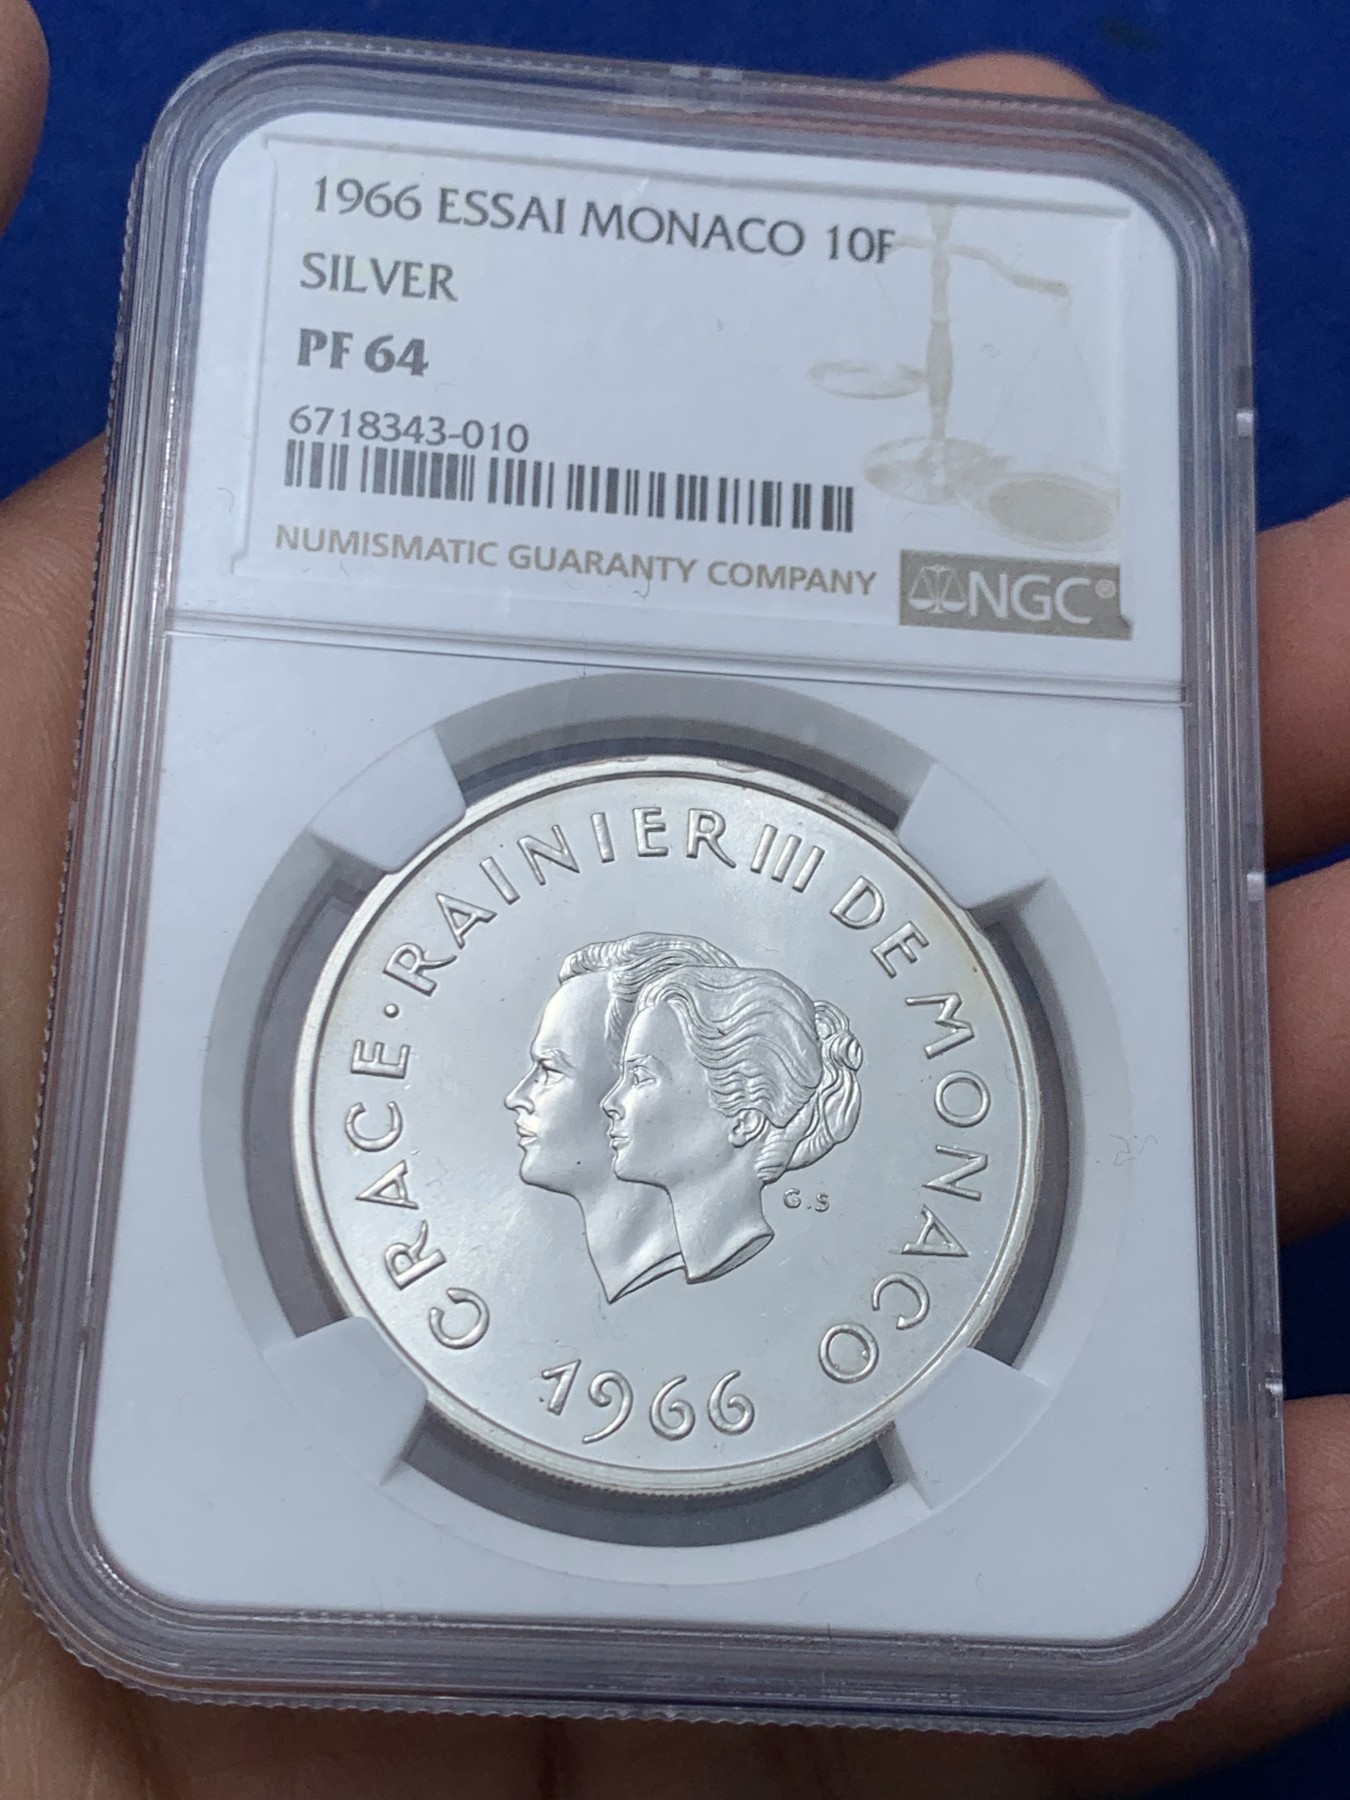 1966 ESSAI MONACO 10F
SILVER
PF 64
6718343-010
NUMISMATIC GUARANTY COMPANY
NGC®
GRACE · RAINIER III DE MONACO
G.S
1966